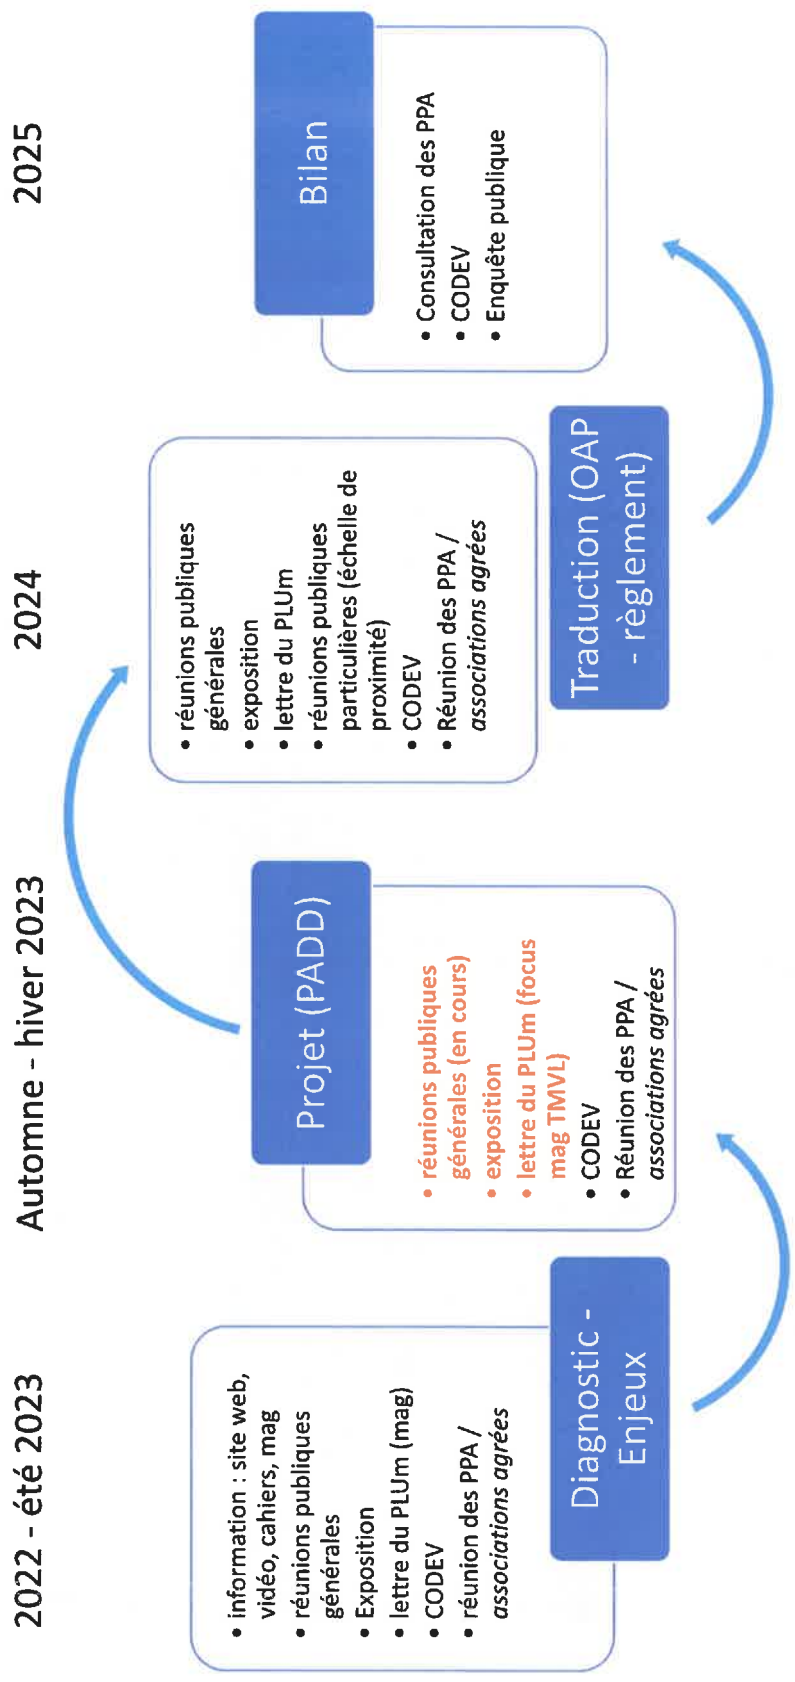 2022 - été 2023
• information : site web,
vidéo, cahiers, mag
• réunions publiques
générales
• Exposition
• lettre du PLUm (mag)
• CODEV
• réunion des PPA /
associations agrées
Diagnostic -
Enjeux
Automne - hiver 2023
Projet (PADD)
• réunions publiques
générales (en cours)
• exposition
• lettre du PLUm (focus
mag TMVL)
• CODEV
• Réunion des PPA /
associations agrées
2024
• réunions publiques
générales
• exposition
• lettre du PLUm
• réunions publiques
particulières (échelle de
proximité)
• CODEV
• Réunion des PPA /
associations agrées
Traduction (OAP
- règlement)
2025
Bilan
• Consultation des PPA
• CODEV
• Enquête publique